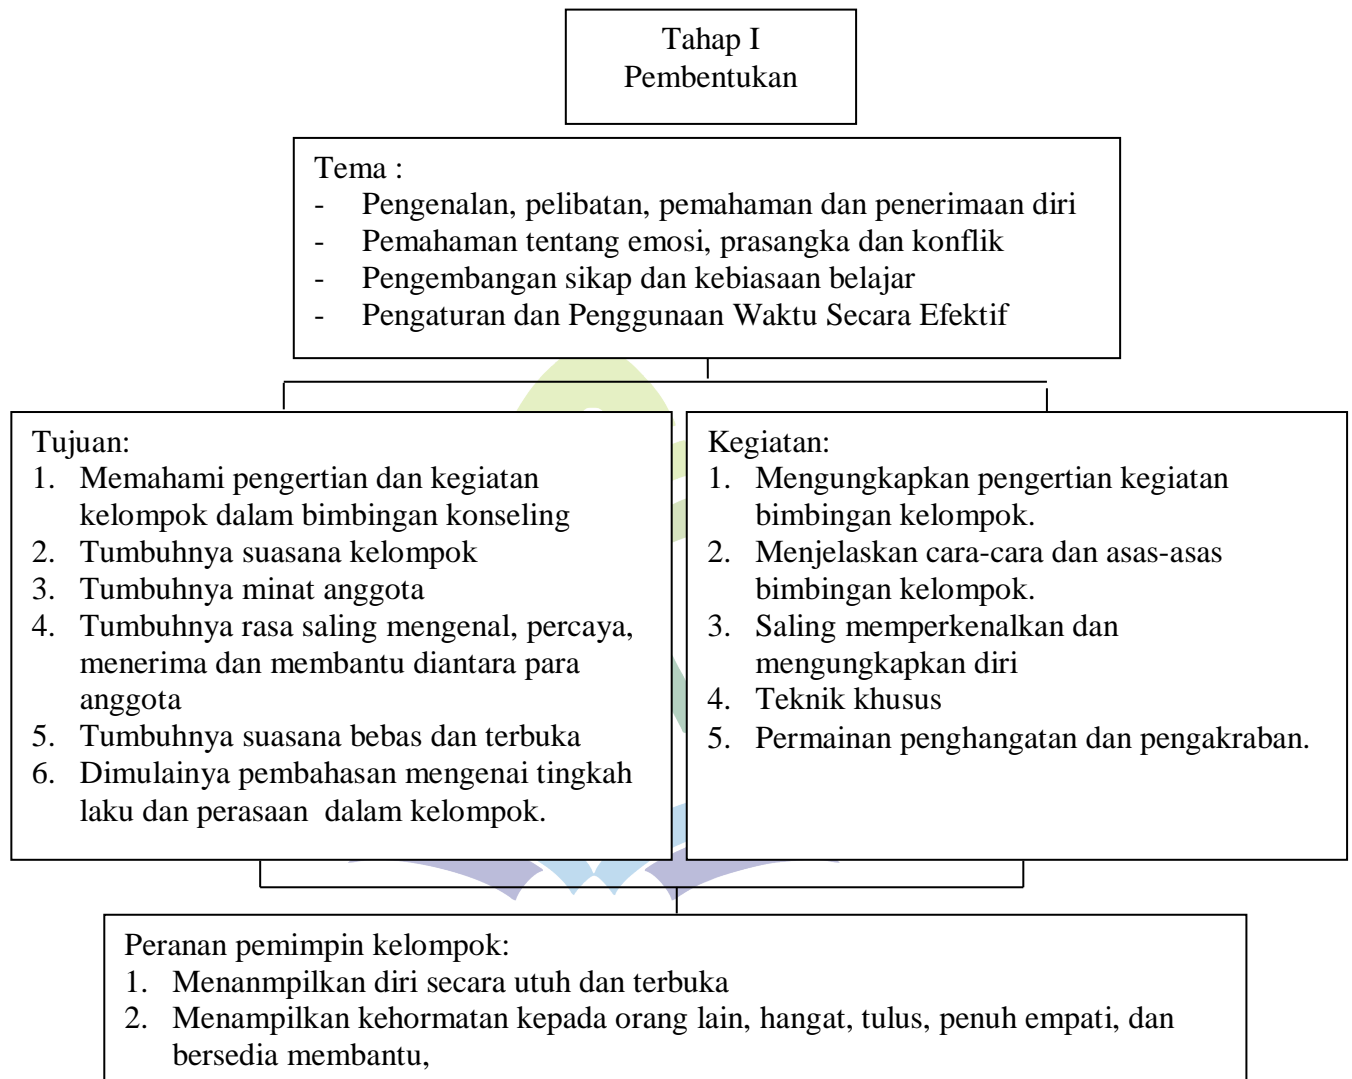 Tahap I
Pembentukan
Tema :
- Pengenalan, pelibatan, pemahaman dan penerimaan diri
- Pemahaman tentang emosi, prasangka dan konflik
- Pengembangan sikap dan kebiasaan belajar
- Pengaturan dan Penggunaan Waktu Secara Efektif
Tujuan:
1. Memahami pengertian dan kegiatan
kelompok dalam bimbingan konseling
2. Tumbuhnya suasana kelompok
3. Tumbuhnya minat anggota
4. Tumbuhnya rasa saling mengenal, percaya,
menerima dan membantu diantara para
anggota
5. Tumbuhnya suasana bebas dan terbuka
6. Dimulainya pembahasan mengenai tingkah
laku dan perasaan dalam kelompok.
Kegiatan:
1. Mengungkapkan pengertian kegiatan
bimbingan kelompok.
2. Menjelaskan cara-cara dan asas-asas
bimbingan kelompok.
3. Saling memperkenalkan dan
mengungkapkan diri
4. Teknik khusus
5. Permainan penghangatan dan pengakraban.
Peranan pemimpin kelompok:
1. Menanmpilkan diri secara utuh dan terbuka
2. Menampilkan kehormatan kepada orang lain, hangat, tulus, penuh empati, dan
bersedia membantu,